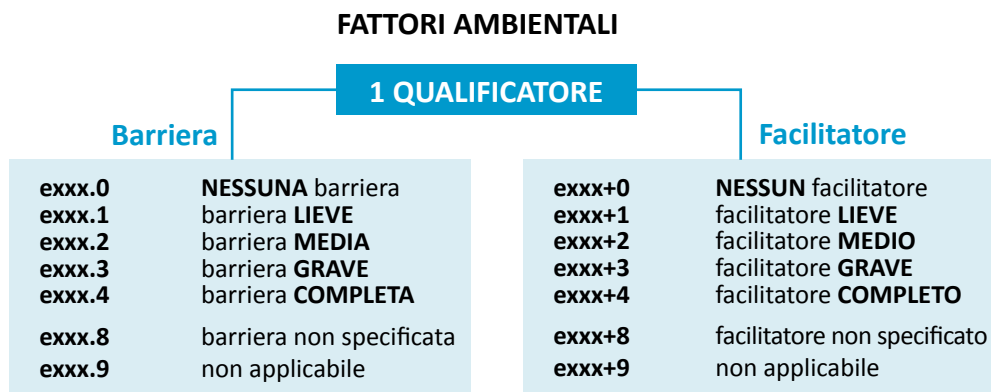 FATTORI AMBIENTALI
1 QUALIFICATORE
Barriera
exxx.0 NESSUNA barriera
exxx.1 barriera LIEVE
exxx.2 barriera MEDIA
exxx.3 barriera GRAVE
exxx.4 barriera COMPLETA
exxx.8 barriera non specificata
exxx.9 non applicabile
Facilitatore
exxx+0 NESSUN facilitatore
exxx+1 facilitatore LIEVE
exxx+2 facilitatore MEDIO
exxx+3 facilitatore GRAVE
exxx+4 facilitatore COMPLETO
exxx+8 facilitatore non specificato
exxx+9 non applicabile